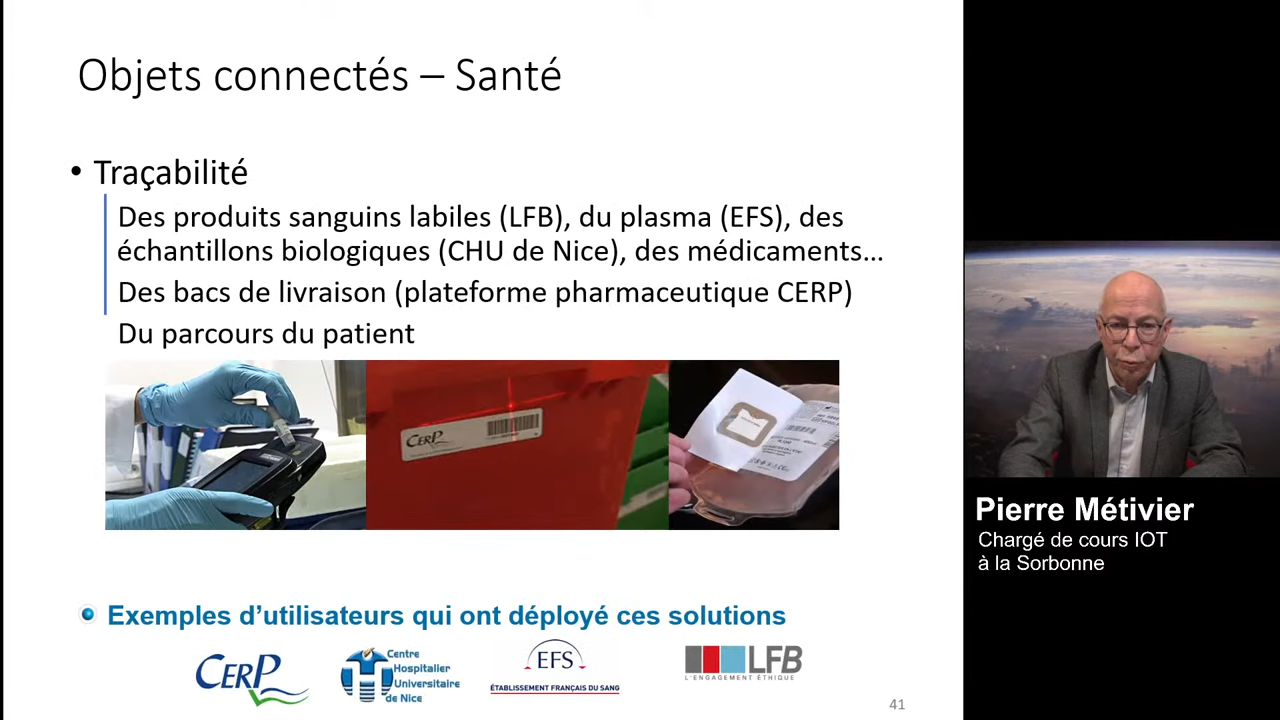 Objets connectés – Santé
• Traçabilité
Des produits sanguins labiles (LFB), du plasma (EFS), des
échantillons biologiques (CHU de Nice), des médicaments…
Des bacs de livraison (plateforme pharmaceutique CERP)
Du parcours du patient
CERP
Pierre Métivier
Chargé de cours IOT
à la Sorbonne
Exemples d’utilisateurs qui ont déployé ces solutions
CERP
Centre
Hospitalier
Universitaire
de Nice
EFS
ÉTABLISSEMENT FRANÇAIS DU SANG
LFB
L'ENGAGEMENT ÉTHIQUE
41